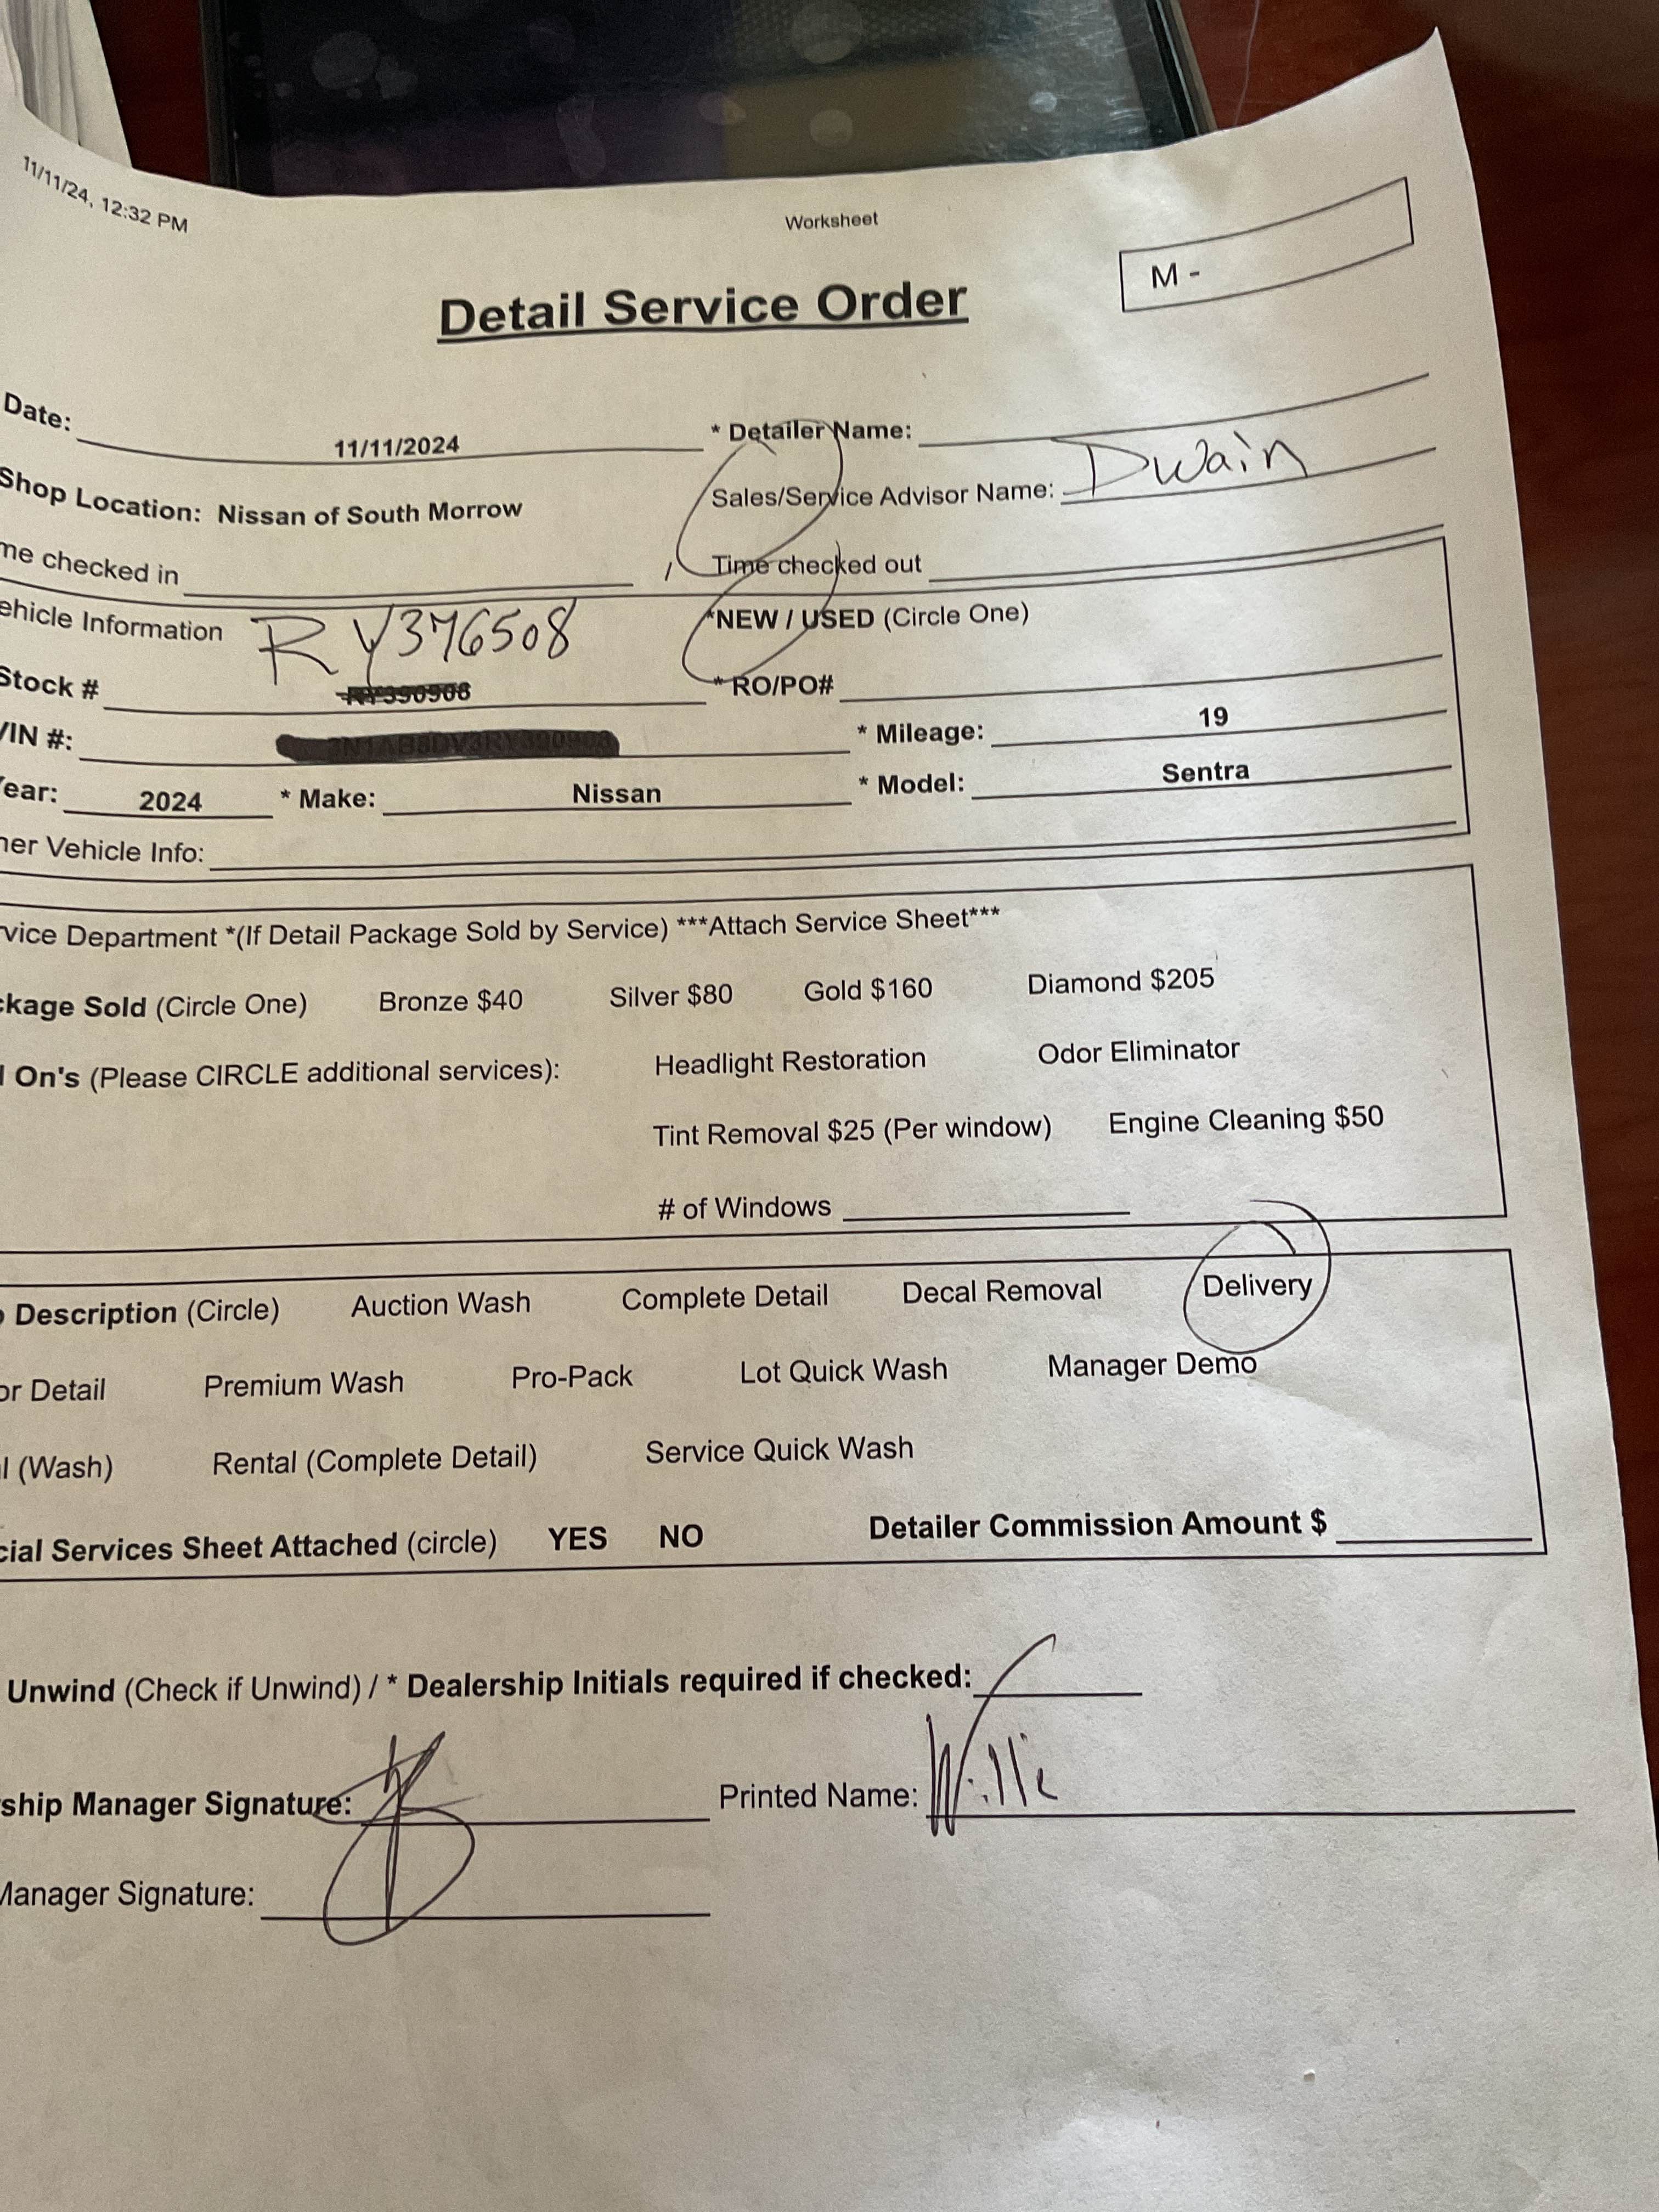 11/11/24, 12:32 PM
Worksheet
M -
Detail Service Order
Date: 11/11/2024 * Detailer Name:
Shop Location: Nissan of South Morrow Sales/Service Advisor Name: Dwain
me checked in Time checked out
ehicle Information RY376508 *NEW / USED (Circle One)
Stock # RY390908 * RO/PO#
VIN #: 3N1AB8DV3RY390908 * Mileage: 19
Year: 2024 * Make: Nissan * Model: Sentra
her Vehicle Info:
rvice Department *(If Detail Package Sold by Service) ***Attach Service Sheet***
ckage Sold (Circle One) Bronze $40 Silver $80 Gold $160 Diamond $205
l On's (Please CIRCLE additional services): Headlight Restoration Odor Eliminator
Tint Removal $25 (Per window) Engine Cleaning $50
# of Windows
Description (Circle) Auction Wash Complete Detail Decal Removal Delivery
or Detail Premium Wash Pro-Pack Lot Quick Wash Manager Demo
l (Wash) Rental (Complete Detail) Service Quick Wash
cial Services Sheet Attached (circle) YES NO Detailer Commission Amount $
Unwind (Check if Unwind) / * Dealership Initials required if checked:
ship Manager Signature: Printed Name: Willie
Manager Signature: